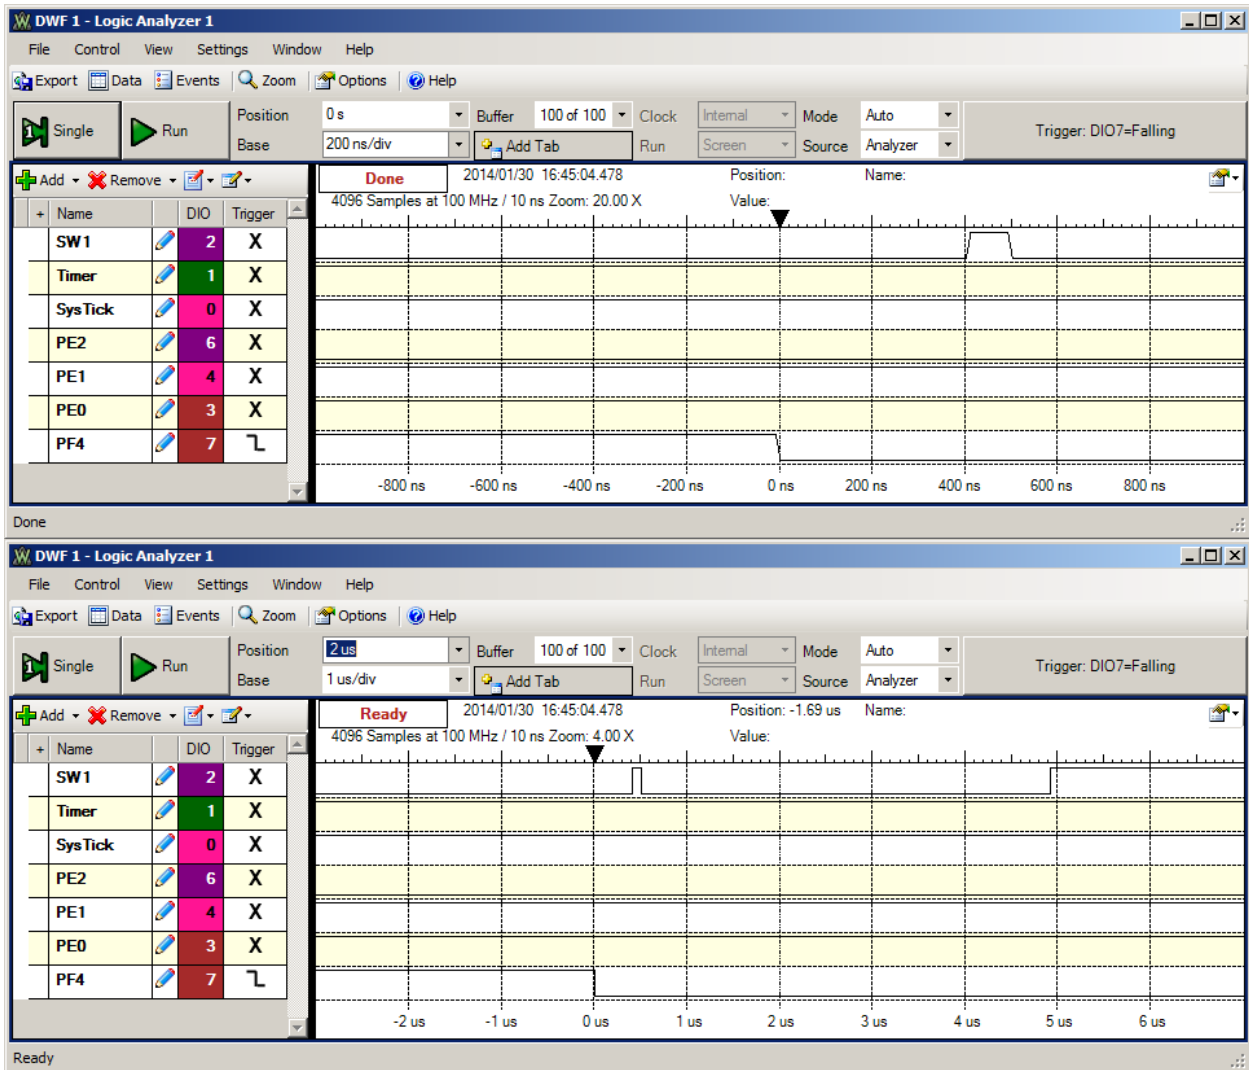 DWF 1 - Logic Analyzer 1
File Control View Settings Window Help
Export Data Events Zoom Options Help
Single Run Position 0 s Buffer 100 of 100 Clock Internal Mode Auto Trigger: DIO7=Falling
Base 200 ns/div Add Tab Run Screen Source Analyzer
Add Remove Done 2014/01/30 16:45:04.478 Position: Name:
4096 Samples at 100 MHz / 10 ns Zoom: 20.00 X Value:
+ Name DIO Trigger
SW1 2 X
Timer 1 X
SysTick 0 X
PE2 6 X
PE1 4 X
PE0 3 X
PF4 7
-800 ns -600 ns -400 ns -200 ns 0 ns 200 ns 400 ns 600 ns 800 ns
Done
DWF 1 - Logic Analyzer 1
File Control View Settings Window Help
Export Data Events Zoom Options Help
Single Run Position 2 us Buffer 100 of 100 Clock Internal Mode Auto Trigger: DIO7=Falling
Base 1 us/div Add Tab Run Screen Source Analyzer
Add Remove Ready 2014/01/30 16:45:04.478 Position: -1.69 us Name:
4096 Samples at 100 MHz / 10 ns Zoom: 4.00 X Value:
+ Name DIO Trigger
SW1 2 X
Timer 1 X
SysTick 0 X
PE2 6 X
PE1 4 X
PE0 3 X
PF4 7
-2 us -1 us 0 us 1 us 2 us 3 us 4 us 5 us 6 us
Ready